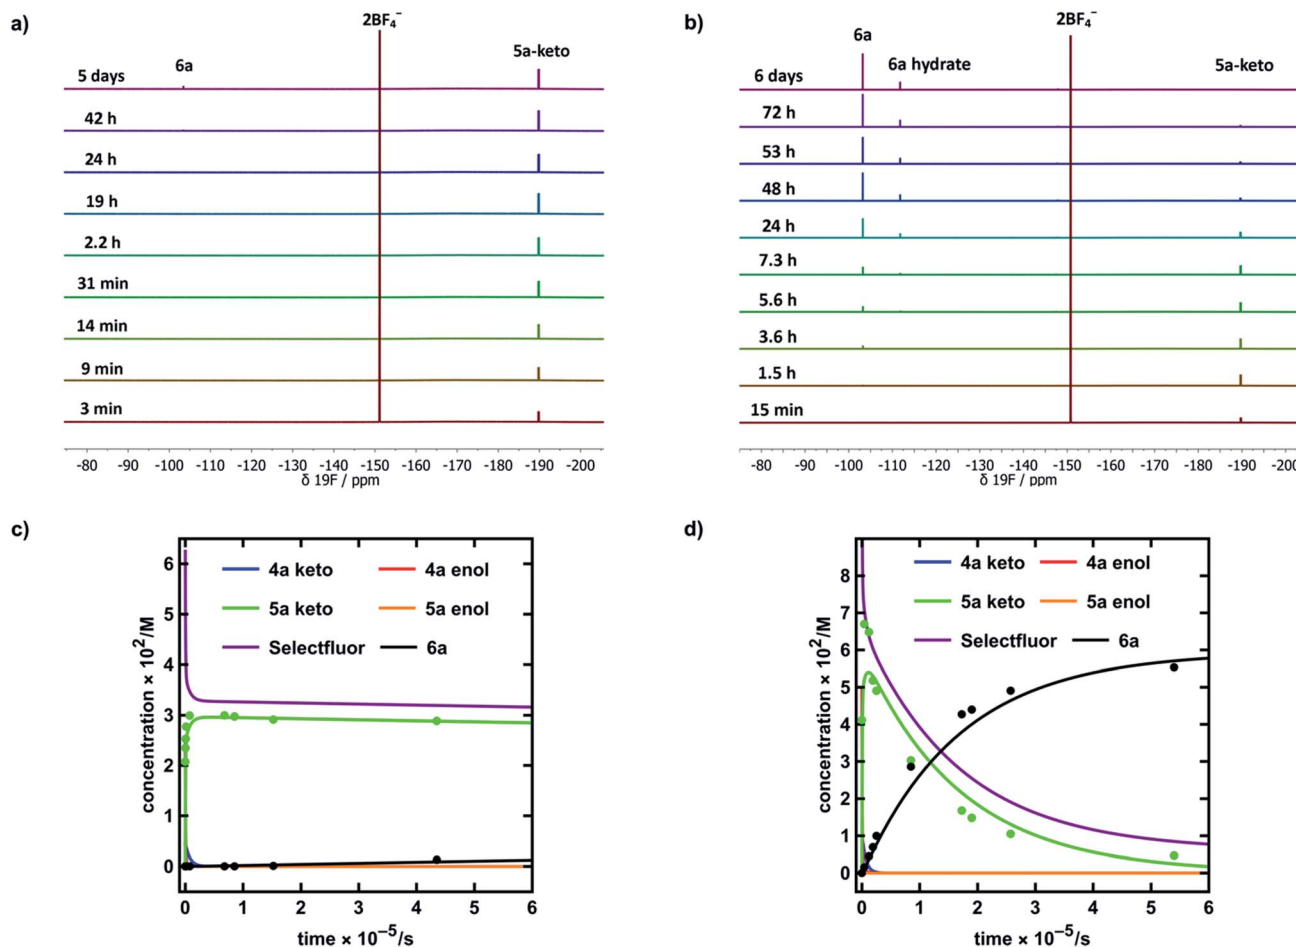 a)
2BF₄⁻
5a-keto
6a
5 days
42 h
24 h
19 h
2.2 h
31 min
14 min
9 min
3 min
-80 -90 -100 -110 -120 -130 -140 -150 -160 -170 -180 -190 -200
δ 19F / ppm
b)
2BF₄⁻
6a
6a hydrate
5a-keto
6 days
72 h
53 h
48 h
24 h
7.3 h
5.6 h
3.6 h
1.5 h
15 min
-80 -90 -100 -110 -120 -130 -140 -150 -160 -170 -180 -190 -200
δ 19F / ppm
c)
concentration × 10²/M
6
5
4
3
2
1
0
4a keto 4a enol
5a keto 5a enol
Selectfluor 6a
0 1 2 3 4 5 6
time × 10⁻⁵/s
d)
concentration × 10²/M
8
7
6
5
4
3
2
1
0
4a keto 4a enol
5a keto 5a enol
Selectfluor 6a
0 1 2 3 4 5 6
time × 10⁻⁵/s